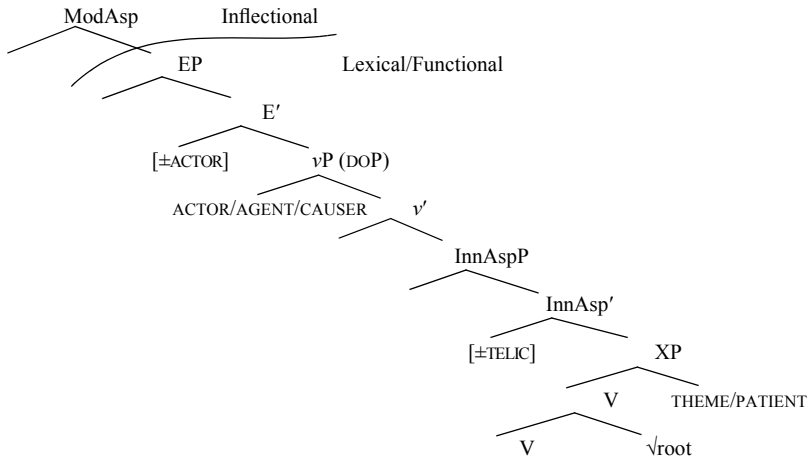 ModAsp Inflectional
EP Lexical/Functional
E′
[±ACTOR] vP (DOP)
ACTOR/AGENT/CAUSER v′
InnAspP
InnAsp′
[±TELIC] XP
V THEME/PATIENT
V √root